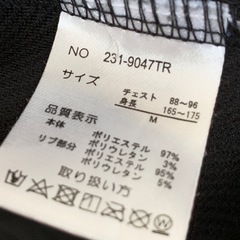 NO 231-9047TR
サイズ
チェスト 88~96
身長 165~175
M
品質表示
本体 ポリエステル 97%
ポリウレタン 3%
リブ部分 ポリエステル 95%
ポリウレタン 5%
取り扱い方